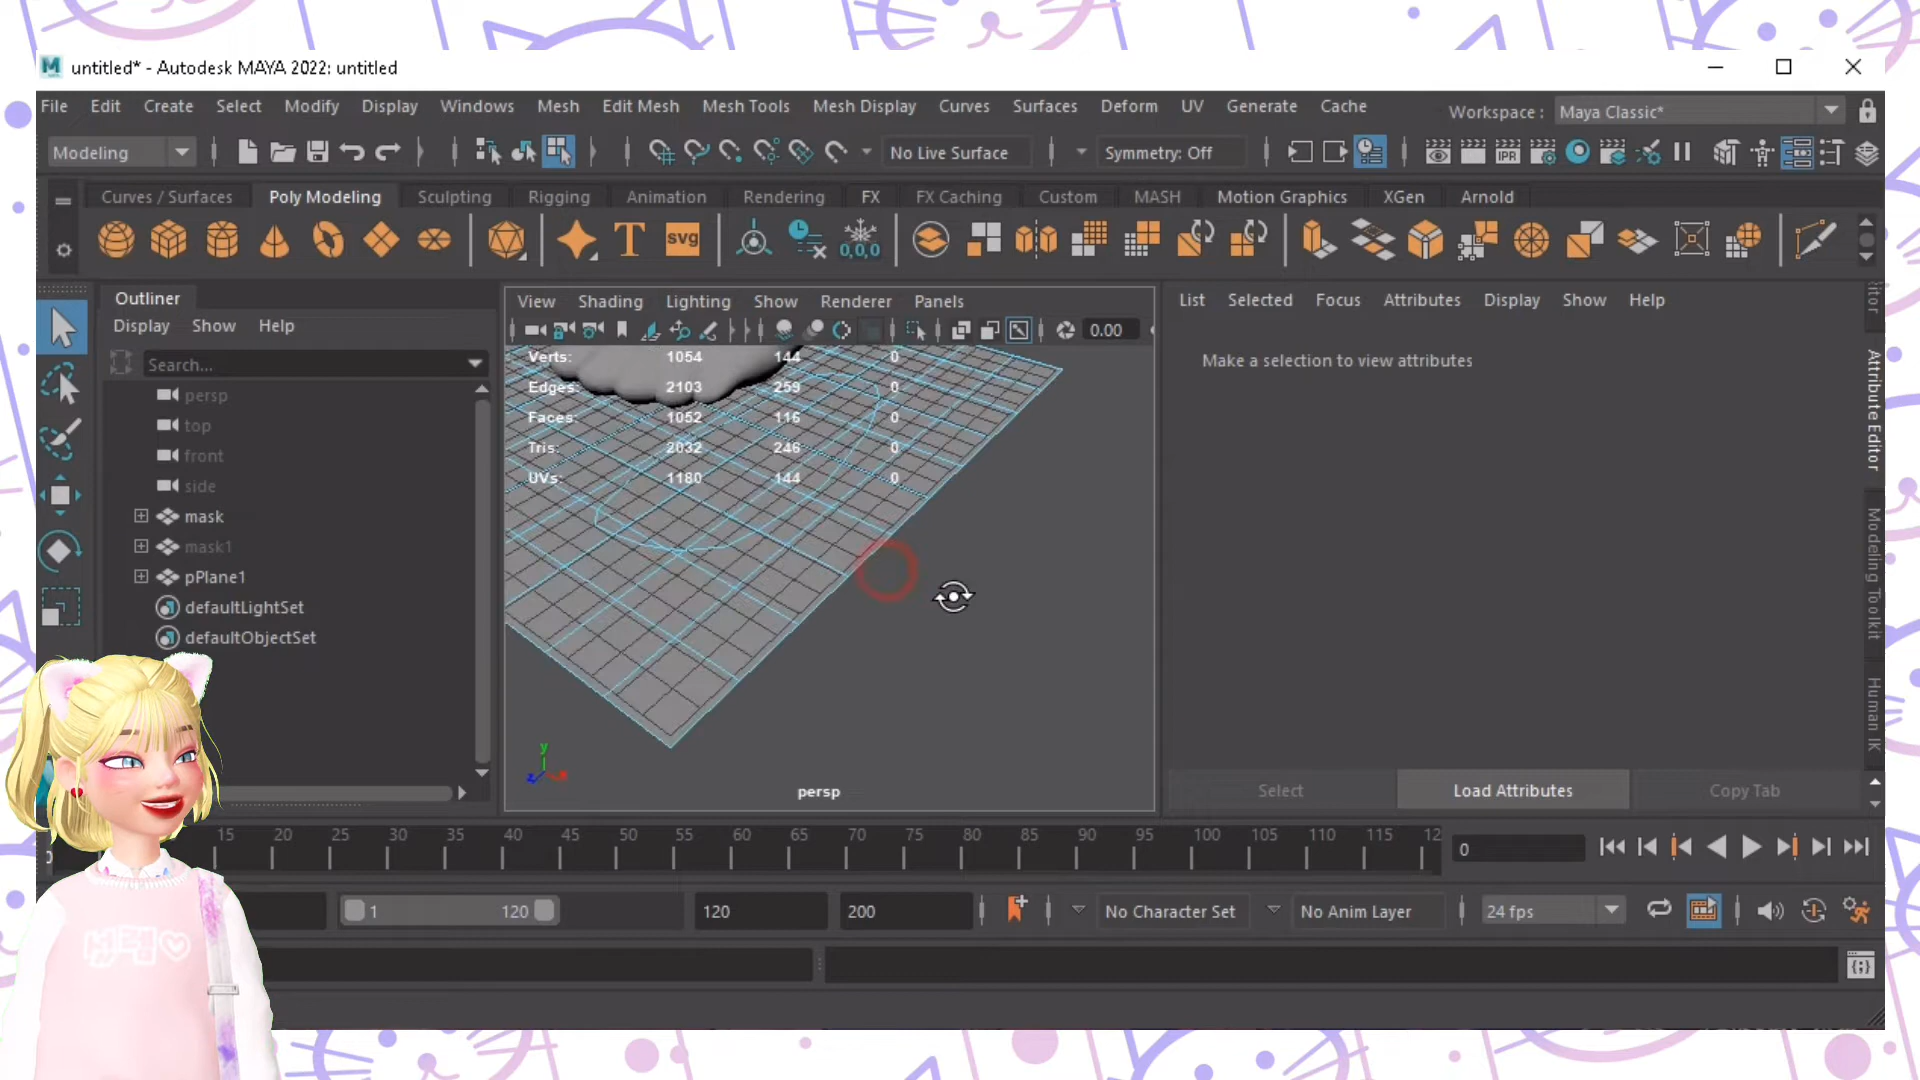 untitled* - Autodesk MAYA 2022: untitled
File Edit Create Select Modify Display Windows Mesh Edit Mesh Mesh Tools Mesh Display Curves Surfaces Deform UV Generate Cache Workspace : Maya Classic*
Modeling No Live Surface Symmetry: Off IPR
Curves / Surfaces Poly Modeling Sculpting Rigging Animation Rendering FX FX Caching Custom MASH Motion Graphics XGen Arnold
T SVG 0,0,0
Outliner
Display Show Help
Search...
persp
top
front
side
mask
mask1
pPlane1
defaultLightSet
defaultObjectSet
View Shading Lighting Show Renderer Panels
0.00
Verts: 1054 144 0
Edges: 2103 259 0
Faces: 1052 116 0
Tris: 2032 246 0
UVs: 1180 144 0
y
z
persp
List Selected Focus Attributes Display Show Help
Make a selection to view attributes
Select Load Attributes Copy Tab
Attribute Editor
Modeling Toolkit
Human IK
15 20 25 30 35 40 45 50 55 60 65 70 75 80 85 90 95 100 105 110 115 12
0
1 120 120 200 No Character Set No Anim Layer 24 fps